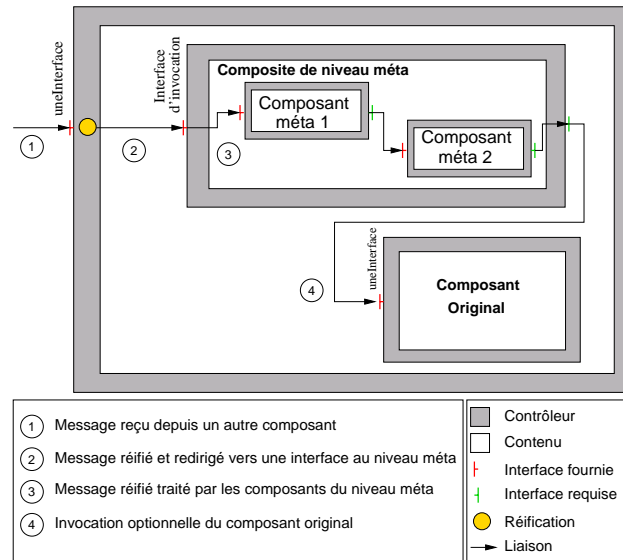 uneInterface
Interface
d'invocation
Composite de niveau méta
Composant
méta 1
Composant
méta 2
1
2
3
uneInterface
4
Composant
Original
1 Message reçu depuis un autre composant
2 Message réifié et redirigé vers une interface au niveau méta
3 Message réifié traité par les composants du niveau méta
4 Invocation optionnelle du composant original
Contrôleur
Contenu
Interface fournie
Interface requise
Réification
Liaison